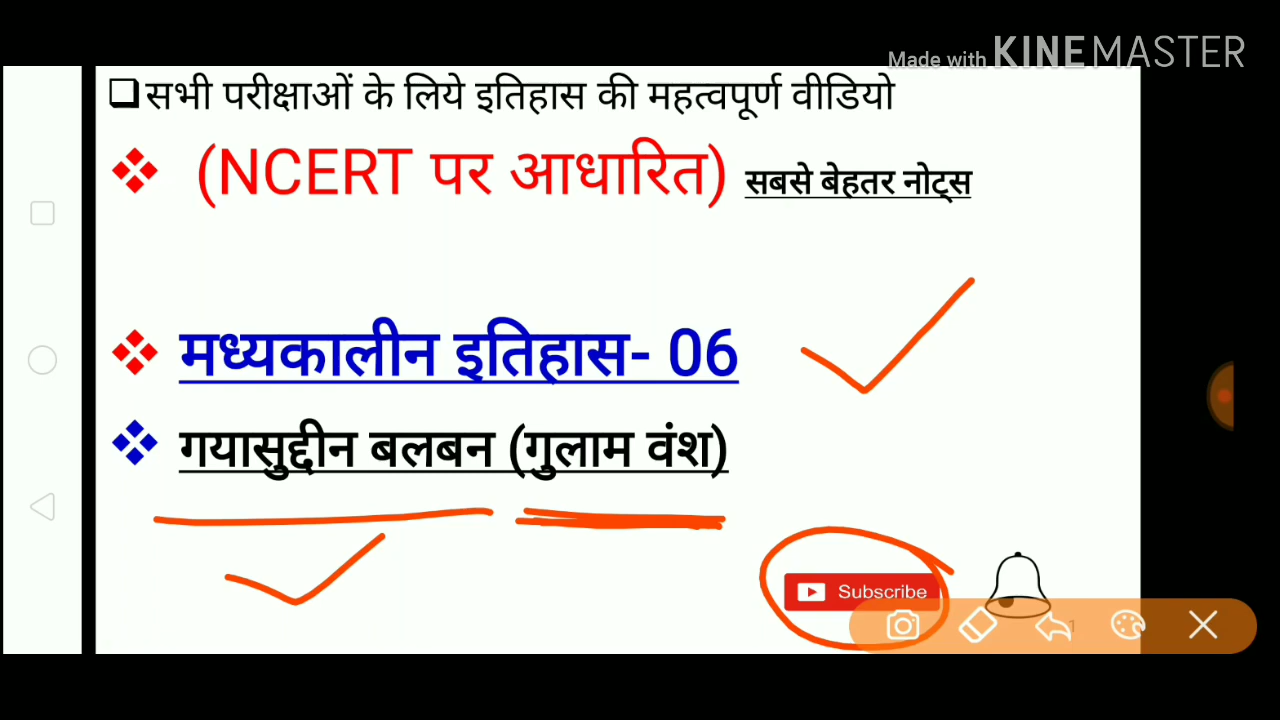 Made with KINEMASTER
सभी परीक्षाओं के लिये इतिहास की महत्वपूर्ण वीडियो
(NCERT पर आधारित) सबसे बेहतर नोट्स
मध्यकालीन इतिहास- 06
गयासुद्दीन बलबन (गुलाम वंश)
Subscribe
1